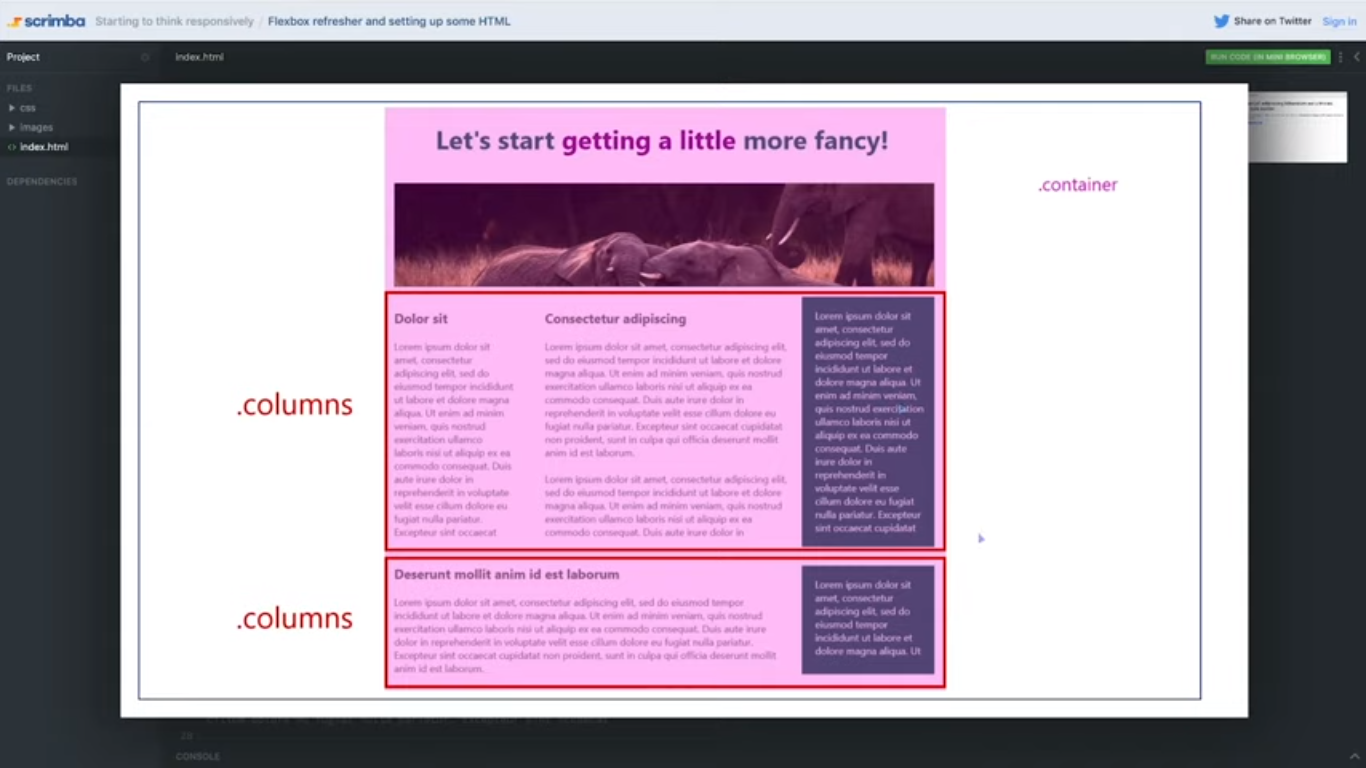 scrimba Starting to think responsively / Flexbox refresher and setting up some HTML
Share on Twitter Sign in
Project
index.html
RUN CODE (IN MINI BROWSER)
FILES
css
images
index.html
DEPENDENCIES
Let's start getting a little more fancy!
.container
.columns
Dolor sit
Lorem ipsum dolor sit
amet, consectetur
adipiscing elit, sed do
eiusmod tempor incididunt
ut labore et dolore magna
aliqua. Ut enim ad minim
veniam, quis nostrud
exercitation ullamco
laboris nisi ut aliquip ex ea
commodo consequat. Duis
aute irure dolor in
reprehenderit in voluptate
velit esse cillum dolore eu
fugiat nulla pariatur.
Excepteur sint occaecat
Consectetur adipiscing
Lorem ipsum dolor sit amet, consectetur adipiscing elit,
sed do eiusmod tempor incididunt ut labore et dolore
magna aliqua. Ut enim ad minim veniam, quis nostrud
exercitation ullamco laboris nisi ut aliquip ex ea
commodo consequat. Duis aute irure dolor in
reprehenderit in voluptate velit esse cillum dolore eu
fugiat nulla pariatur. Excepteur sint occaecat cupidatat
non proident, sunt in culpa qui officia deserunt mollit
anim id est laborum.
Lorem ipsum dolor sit amet, consectetur adipiscing elit,
sed do eiusmod tempor incididunt ut labore et dolore
magna aliqua. Ut enim ad minim veniam, quis nostrud
exercitation ullamco laboris nisi ut aliquip ex ea
commodo consequat. Duis aute irure dolor in
Lorem ipsum dolor sit
amet, consectetur
adipiscing elit, sed do
eiusmod tempor
incididunt ut labore et
dolore magna aliqua. Ut
enim ad minim veniam,
quis nostrud exercitation
ullamco laboris nisi ut
aliquip ex ea commodo
consequat. Duis aute
irure dolor in
reprehenderit in
voluptate velit esse
cillum dolore eu fugiat
nulla pariatur. Excepteur
sint occaecat cupidatat
.columns
Deserunt mollit anim id est laborum
Lorem ipsum dolor sit amet, consectetur adipiscing elit, sed do eiusmod tempor
incididunt ut labore et dolore magna aliqua. Ut enim ad minim veniam, quis nostrud
exercitation ullamco laboris nisi ut aliquip ex ea commodo consequat. Duis aute irure
dolor in reprehenderit in voluptate velit esse cillum dolore eu fugiat nulla pariatur.
Excepteur sint occaecat cupidatat non proident, sunt in culpa qui officia deserunt mollit
anim id est laborum.
Lorem ipsum dolor sit
amet, consectetur
adipiscing elit, sed do
eiusmod tempor
incididunt ut labore et
dolore magna aliqua. Ut
28
CONSOLE